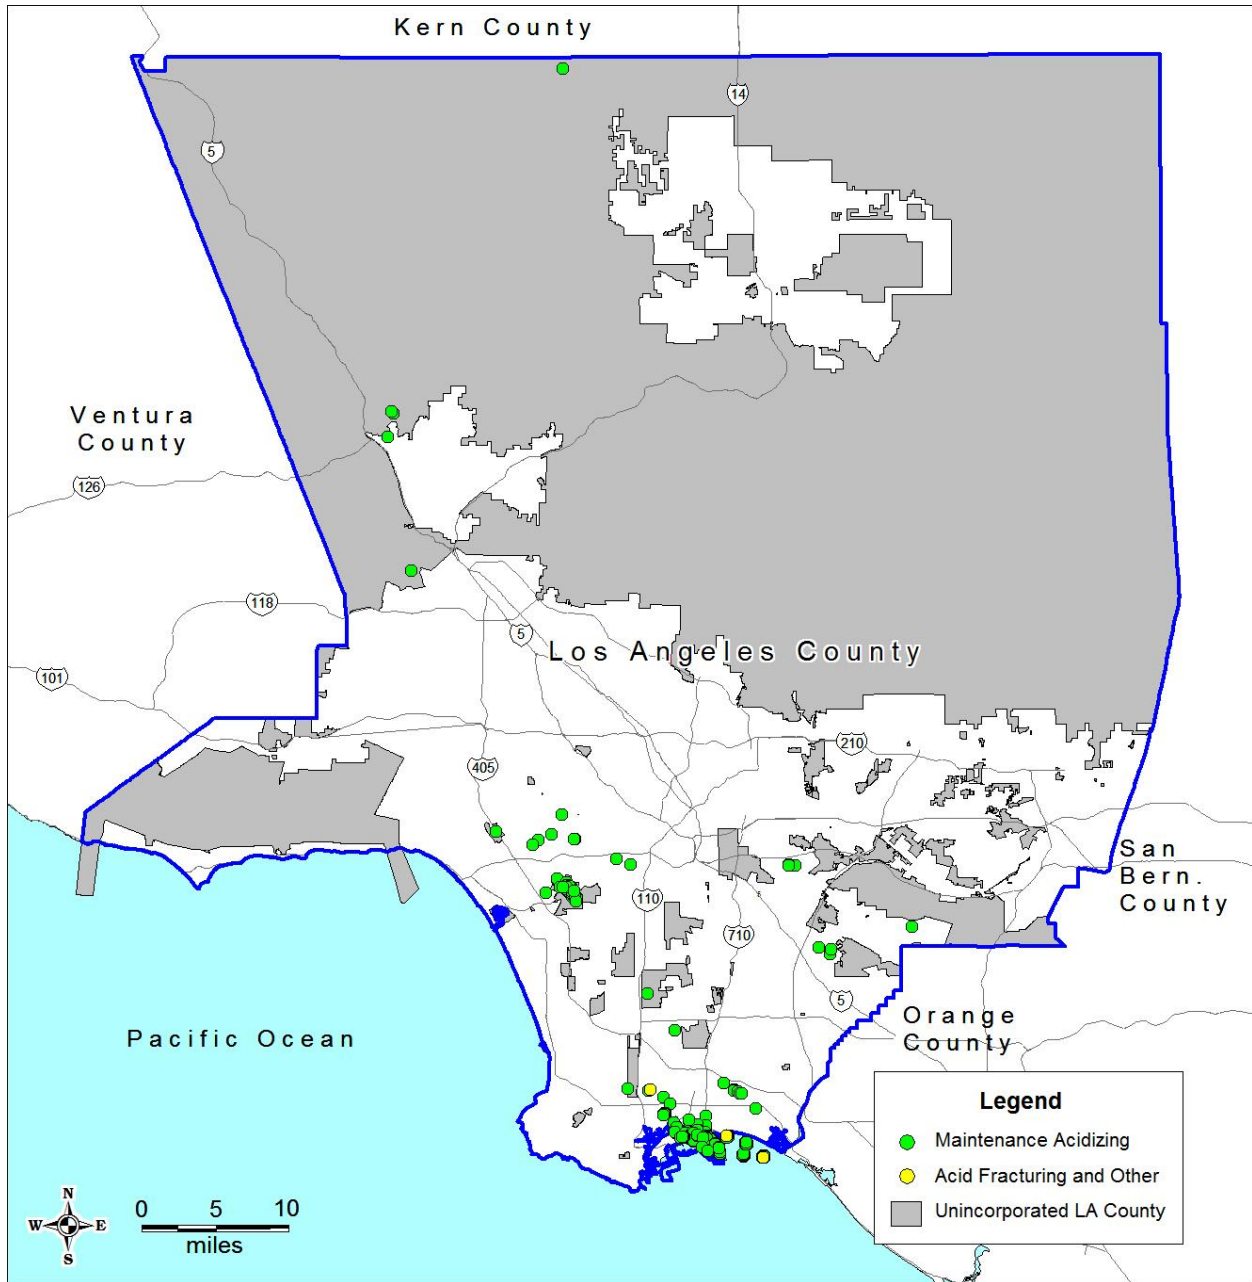 Kern County
14
5
Ventura
County
126
118
5
Los Angeles County
101
210
405
San
Bern.
County
110
710
5
Orange
County
Pacific Ocean
Legend
Maintenance Acidizing
Acid Fracturing and Other
Unincorporated LA County
N
W
E
S
0 5 10
miles